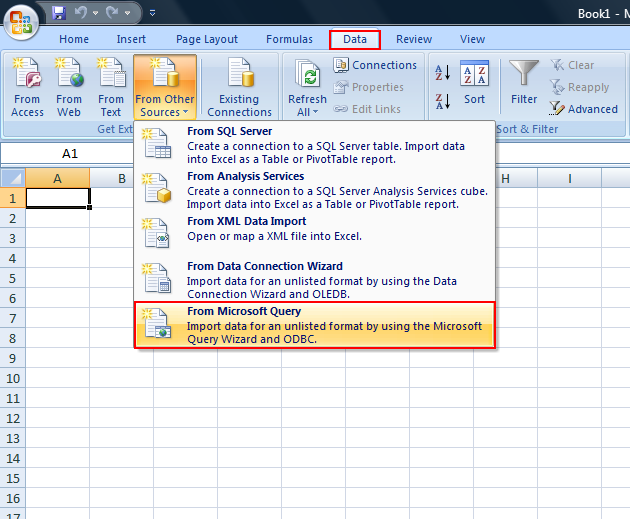 Book1 - M
Home Insert Page Layout Formulas Data Review View
From Access
From Web
From Text
From Other Sources
Existing Connections
Refresh All
Connections
Properties
Edit Links
Sort
Filter
Clear
Reapply
Advanced
Get Ext
Sort & Filter
A1
From SQL Server
Create a connection to a SQL Server table. Import data
into Excel as a Table or PivotTable report.
From Analysis Services
Create a connection to a SQL Server Analysis Services cube.
Import data into Excel as a Table or PivotTable report.
From XML Data Import
Open or map a XML file into Excel.
From Data Connection Wizard
Import data for an unlisted format by using the Data
Connection Wizard and OLEDB.
From Microsoft Query
Import data for an unlisted format by using the Microsoft
Query Wizard and ODBC.
A B H I
1
2
3
4
5
6
7
8
9
10
11
12
13
14
15
16
17